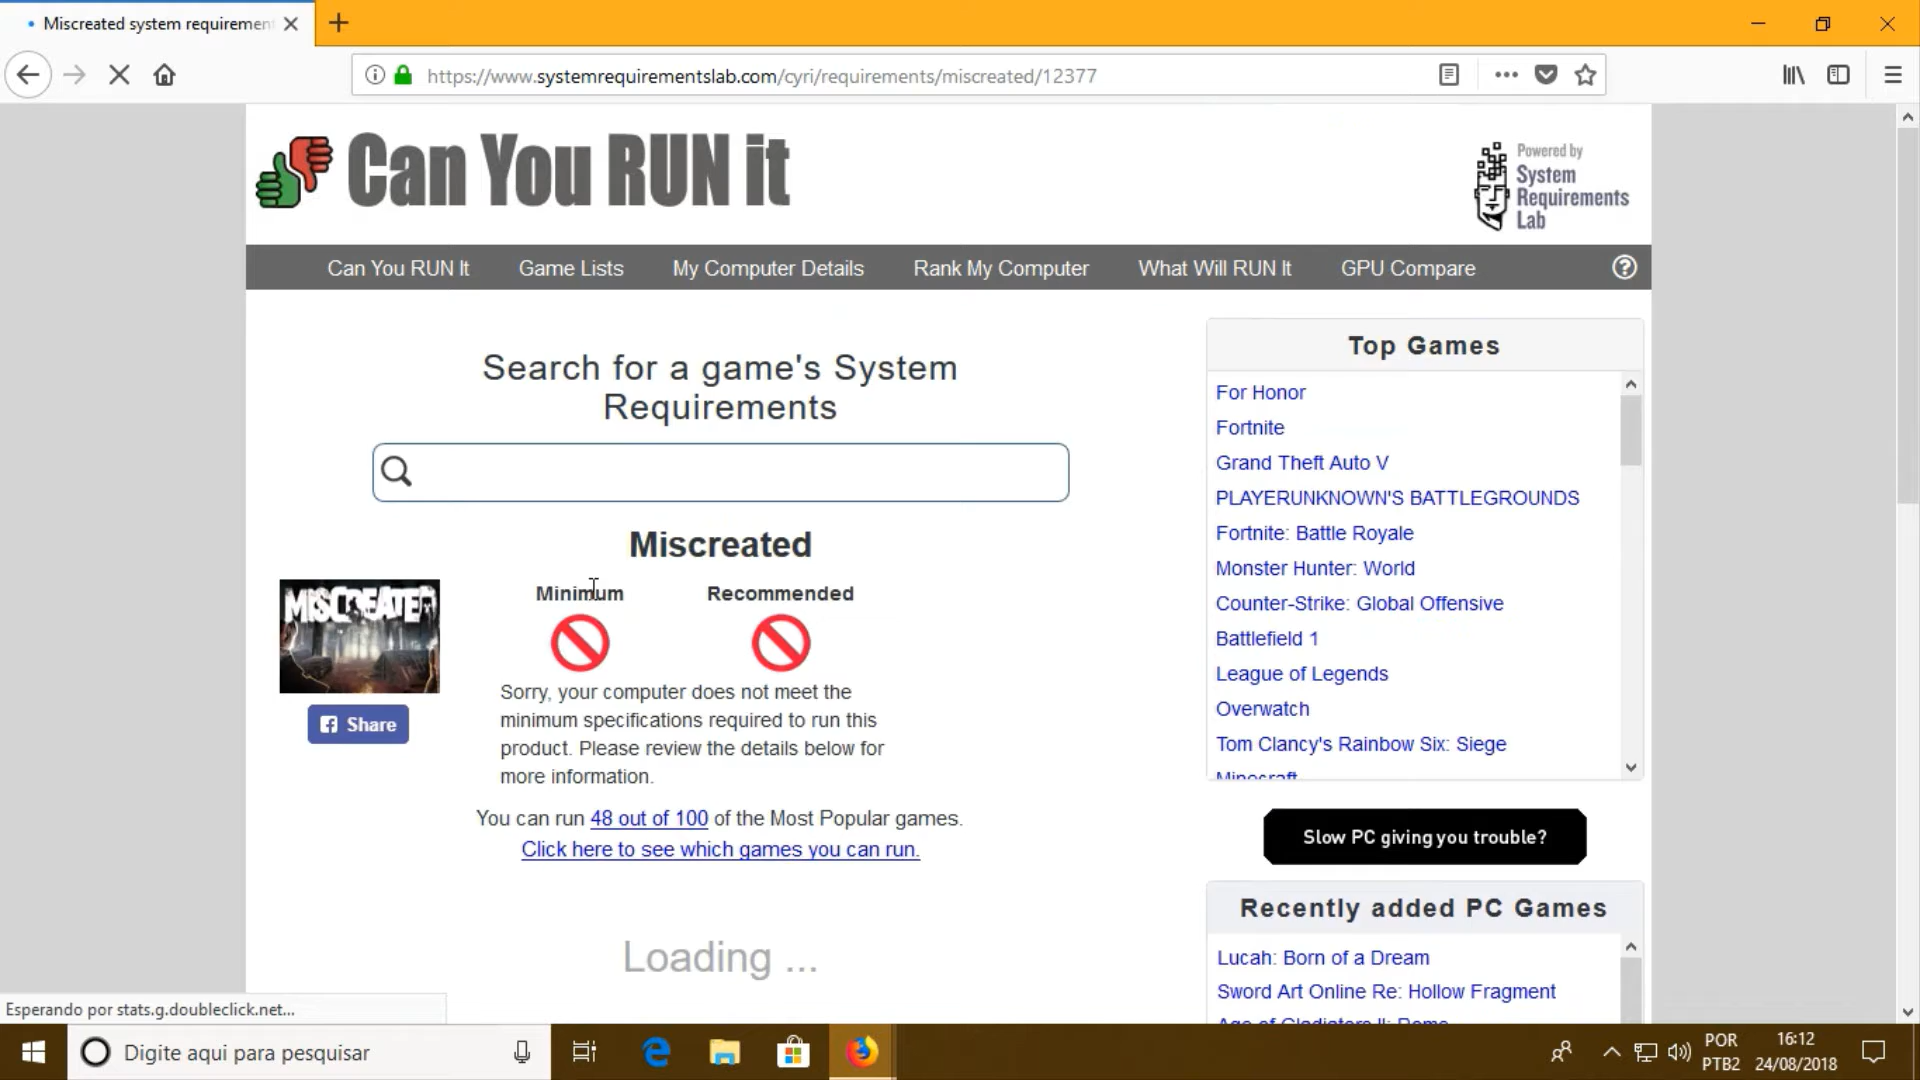 Miscreated system requirement
https://www.systemrequirementslab.com/cyri/requirements/miscreated/12377
Can You RUN it
Powered by
System
Requirements
Lab
Can You RUN It
Game Lists
My Computer Details
Rank My Computer
What Will RUN It
GPU Compare
Search for a game's System
Requirements
Miscreated
MISCREATED
Minimum
Recommended
Sorry, your computer does not meet the
minimum specifications required to run this
product. Please review the details below for
more information.
Share
You can run 48 out of 100 of the Most Popular games.
Click here to see which games you can run.
Loading ...
Top Games
For Honor
Fortnite
Grand Theft Auto V
PLAYERUNKNOWN'S BATTLEGROUNDS
Fortnite: Battle Royale
Monster Hunter: World
Counter-Strike: Global Offensive
Battlefield 1
League of Legends
Overwatch
Tom Clancy's Rainbow Six: Siege
Minecraft
Slow PC giving you trouble?
Recently added PC Games
Lucah: Born of a Dream
Sword Art Online Re: Hollow Fragment
Age of Gladiators II: Rome
Esperando por stats.g.doubleclick.net...
Digite aqui para pesquisar
POR
PTB2
16:12
24/08/2018